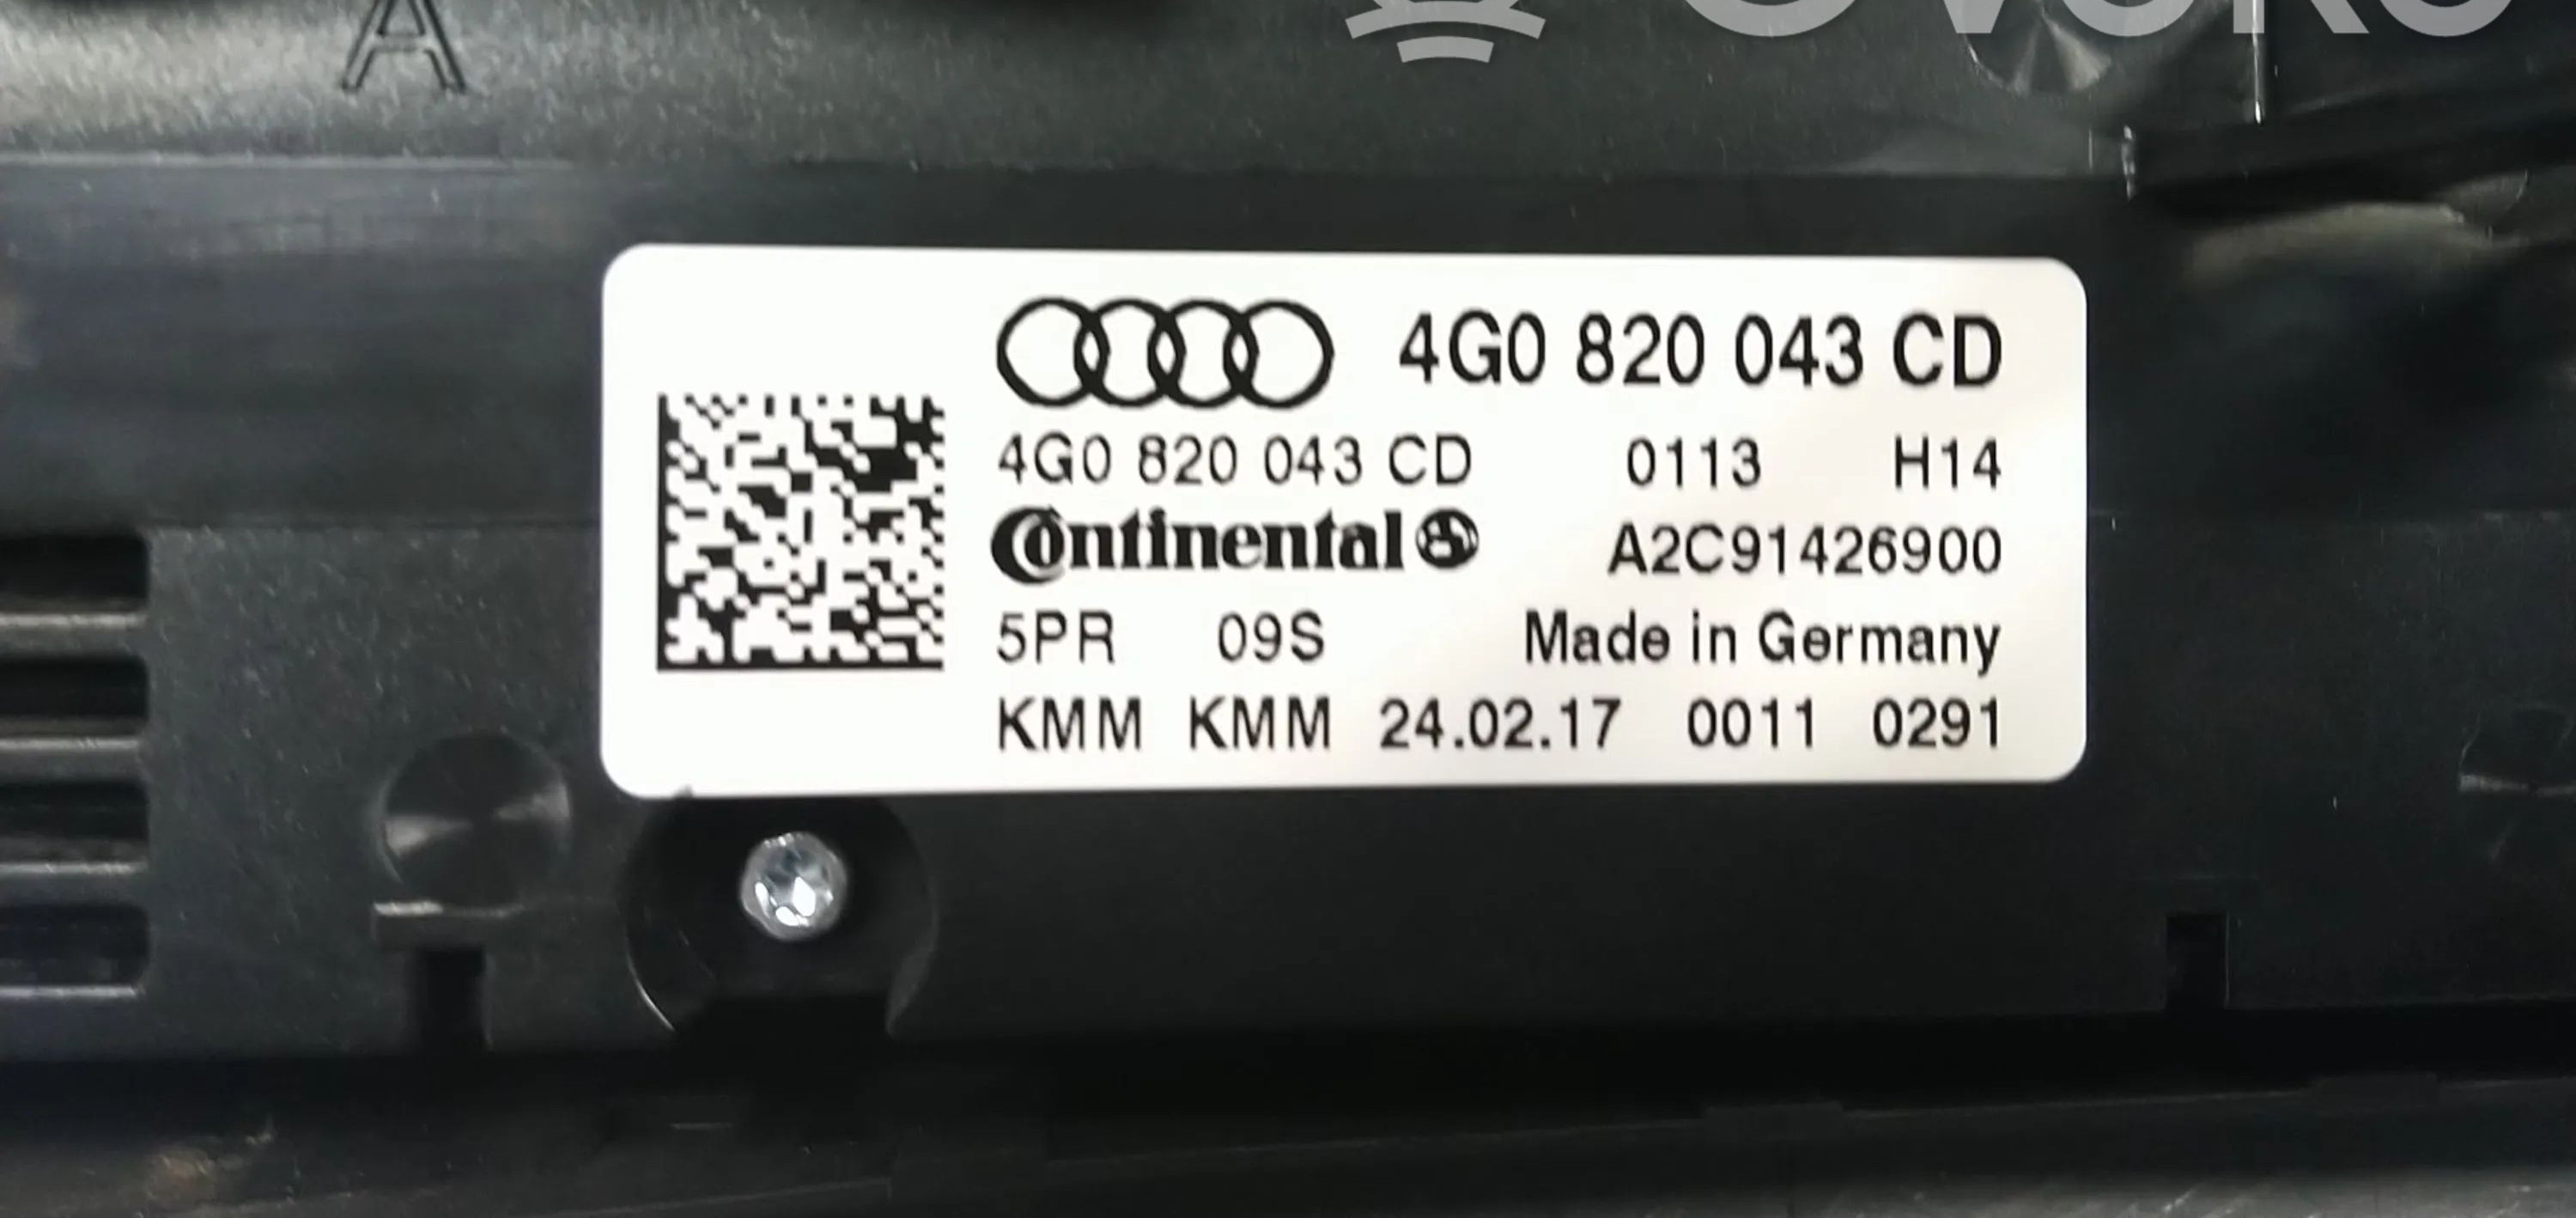 A
4G0 820 043 CD
4G0 820 043 CD 0113 H14
Continental A2C91426900
5PR 09S Made in Germany
KMM KMM 24.02.17 0011 0291